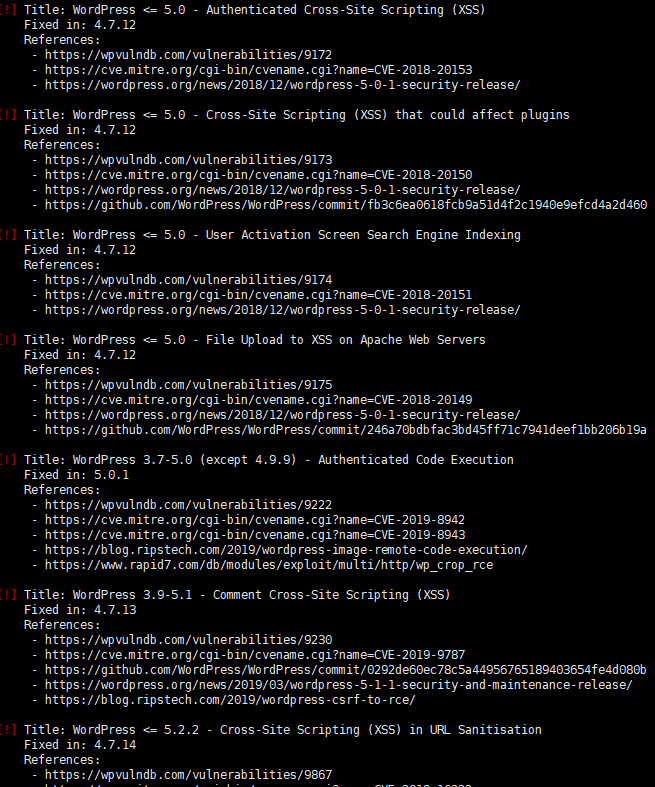 [!] Title: WordPress <= 5.0 - Authenticated Cross-Site Scripting (XSS)
Fixed in: 4.7.12
References:
- https://wpvulndb.com/vulnerabilities/9172
- https://cve.mitre.org/cgi-bin/cvename.cgi?name=CVE-2018-20153
- https://wordpress.org/news/2018/12/wordpress-5-0-1-security-release/
[!] Title: WordPress <= 5.0 - Cross-Site Scripting (XSS) that could affect plugins
Fixed in: 4.7.12
References:
- https://wpvulndb.com/vulnerabilities/9173
- https://cve.mitre.org/cgi-bin/cvename.cgi?name=CVE-2018-20150
- https://wordpress.org/news/2018/12/wordpress-5-0-1-security-release/
- https://github.com/WordPress/WordPress/commit/fb3c6ea0618fcb9a51d4f2c1940e9efcd4a2d460
[!] Title: WordPress <= 5.0 - User Activation Screen Search Engine Indexing
Fixed in: 4.7.12
References:
- https://wpvulndb.com/vulnerabilities/9174
- https://cve.mitre.org/cgi-bin/cvename.cgi?name=CVE-2018-20151
- https://wordpress.org/news/2018/12/wordpress-5-0-1-security-release/
[!] Title: WordPress <= 5.0 - File Upload to XSS on Apache Web Servers
Fixed in: 4.7.12
References:
- https://wpvulndb.com/vulnerabilities/9175
- https://cve.mitre.org/cgi-bin/cvename.cgi?name=CVE-2018-20149
- https://wordpress.org/news/2018/12/wordpress-5-0-1-security-release/
- https://github.com/WordPress/WordPress/commit/246a70bdbfac3bd45ff71c7941deef1bb206b19a
[!] Title: WordPress 3.7-5.0 (except 4.9.9) - Authenticated Code Execution
Fixed in: 5.0.1
References:
- https://wpvulndb.com/vulnerabilities/9222
- https://cve.mitre.org/cgi-bin/cvename.cgi?name=CVE-2019-8942
- https://cve.mitre.org/cgi-bin/cvename.cgi?name=CVE-2019-8943
- https://blog.ripstech.com/2019/wordpress-image-remote-code-execution/
- https://www.rapid7.com/db/modules/exploit/multi/http/wp_crop_rce
[!] Title: WordPress 3.9-5.1 - Comment Cross-Site Scripting (XSS)
Fixed in: 4.7.13
References:
- https://wpvulndb.com/vulnerabilities/9230
- https://cve.mitre.org/cgi-bin/cvename.cgi?name=CVE-2019-9787
- https://github.com/WordPress/WordPress/commit/0292de60ec78c5a44956765189403654fe4d080b
- https://wordpress.org/news/2019/03/wordpress-5-1-1-security-and-maintenance-release/
- https://blog.ripstech.com/2019/wordpress-csrf-to-rce/
[!] Title: WordPress <= 5.2.2 - Cross-Site Scripting (XSS) in URL Sanitisation
Fixed in: 4.7.14
References:
- https://wpvulndb.com/vulnerabilities/9867